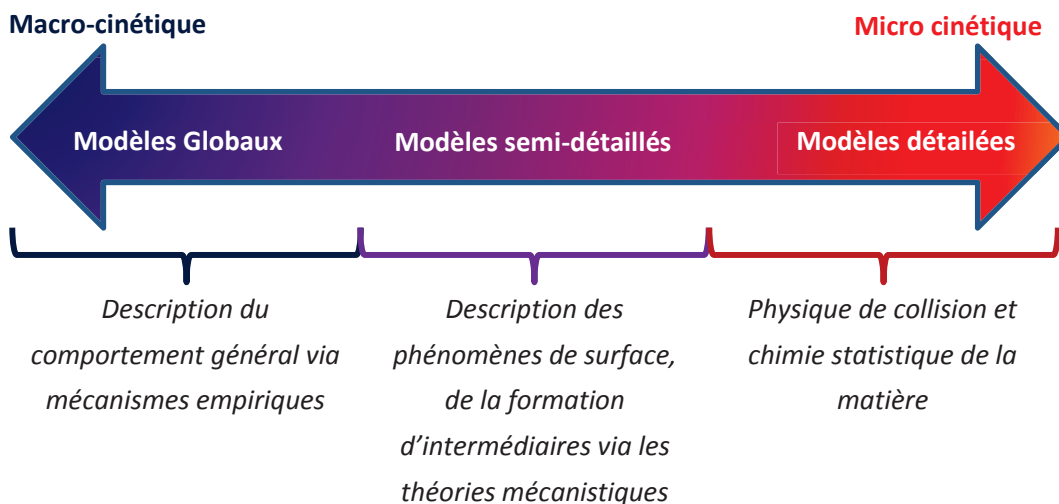 Macro-cinétique
Micro cinétique
Modèles Globaux
Modèles semi-détaillés
Modèles détailées
Description du
comportement général via
mécanismes empiriques
Description des
phénomènes de surface,
de la formation
d’intermédiaires via les
théories mécanistiques
Physique de collision et
chimie statistique de la
matière